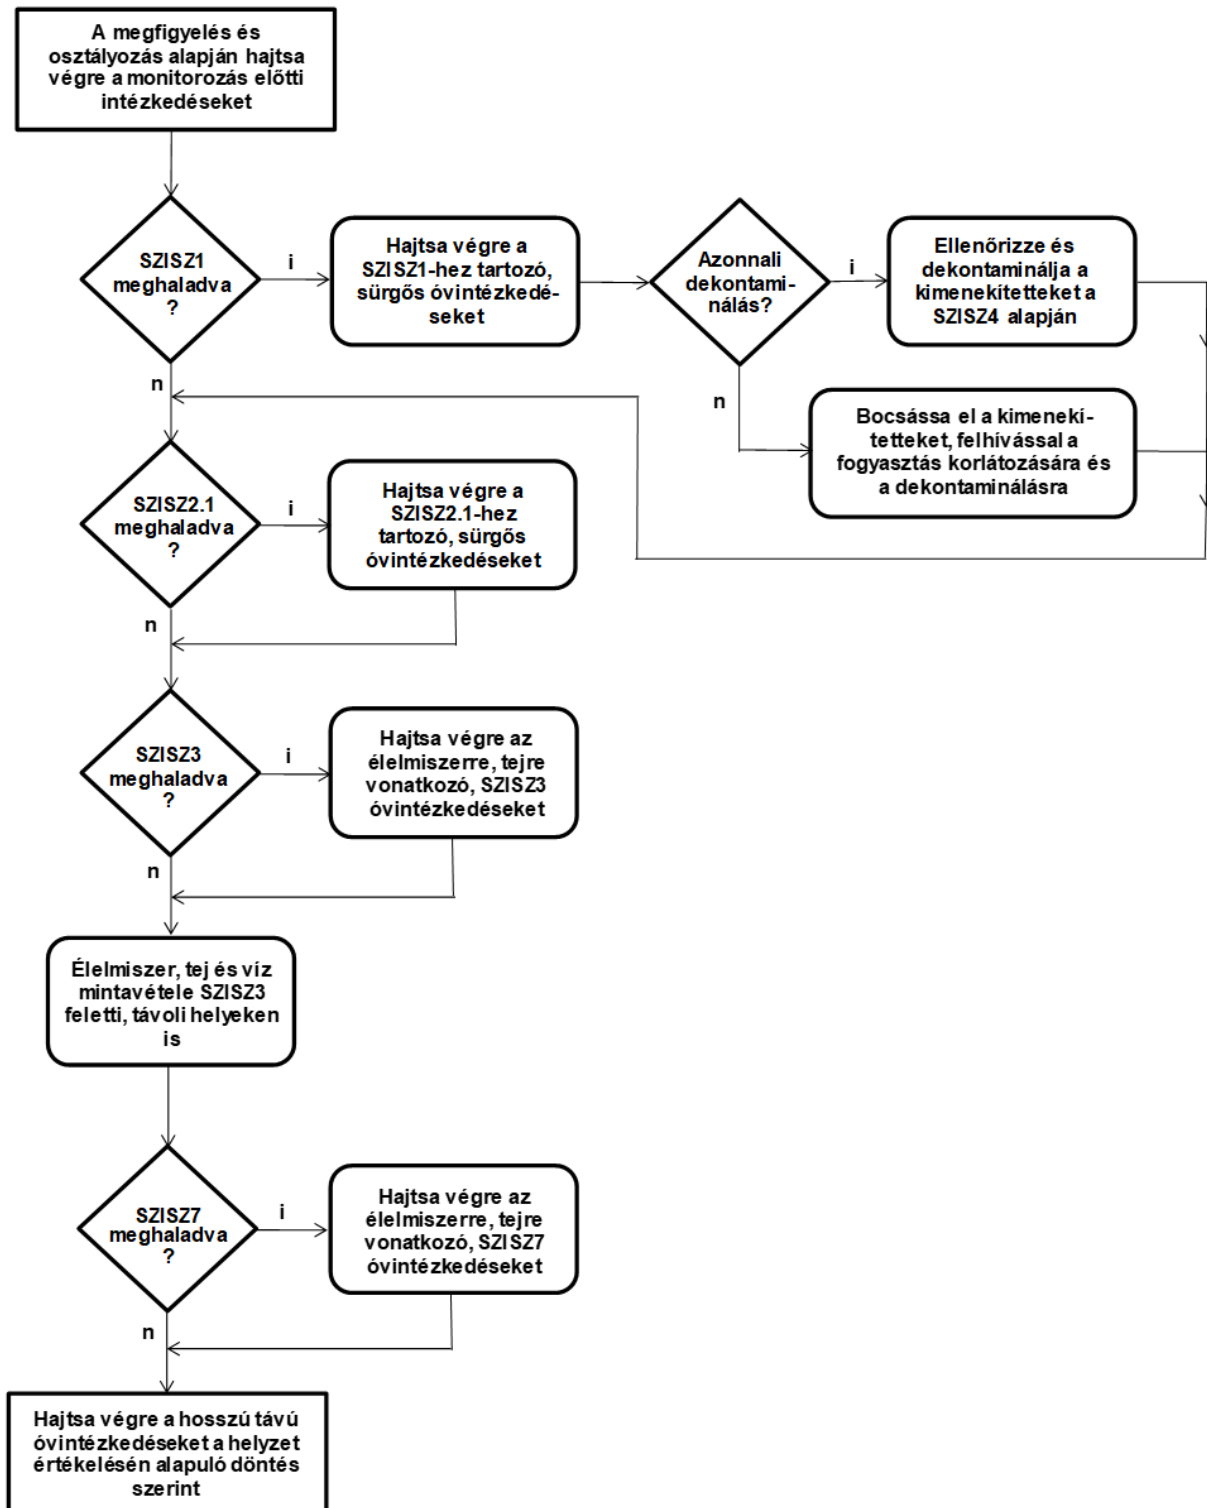 A megfigyelés és
osztályozás alapján hajtsa
végre a monitorozás előtti
intézkedéseket
SZISZ1
meghaladva
?
i
Hajtsa végre a
SZISZ1-hez tartozó,
sürgős óvintézkedé-
seket
Azonnali
dekontami-
nálás?
i
Ellenőrizze és
dekontaminálja a
kimenekítetteket a
SZISZ4 alapján
n
n
Bocsássa el a kimenekí-
tetteket, felhívással a
fogyasztás korlátozására és
a dekontaminálásra
SZISZ2.1
meghaladva
?
i
Hajtsa végre a
SZISZ2.1-hez
tartozó, sürgős
óvintézkedéseket
n
SZISZ3
meghaladva
?
i
Hajtsa végre az
élelmiszerre, tejre
vonatkozó, SZISZ3
óvintézkedéseket
n
Élelmiszer, tej és víz
mintavétele SZISZ3
feletti, távoli helyeken
is
SZISZ7
meghaladva
?
i
Hajtsa végre az
élelmiszerre, tejre
vonatkozó, SZISZ7
óvintézkedéseket
n
Hajtsa végre a hosszú távú
óvintézkedéseket a helyzet
értékelésén alapuló döntés
szerint